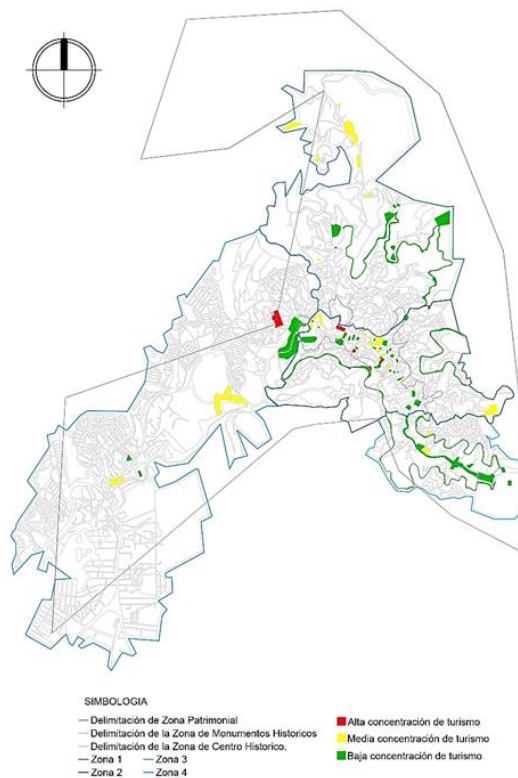 SIMBOLOGIA
Delimitación de Zona Patrimonial
Delimitación de la Zona de Monumentos Historicos
Delimitación de la Zona de Centro Historico.
Zona 1 Zona 3
Zona 2 Zona 4
Alta concentración de turismo
Media concentración de turismo
Baja concentración de turismo